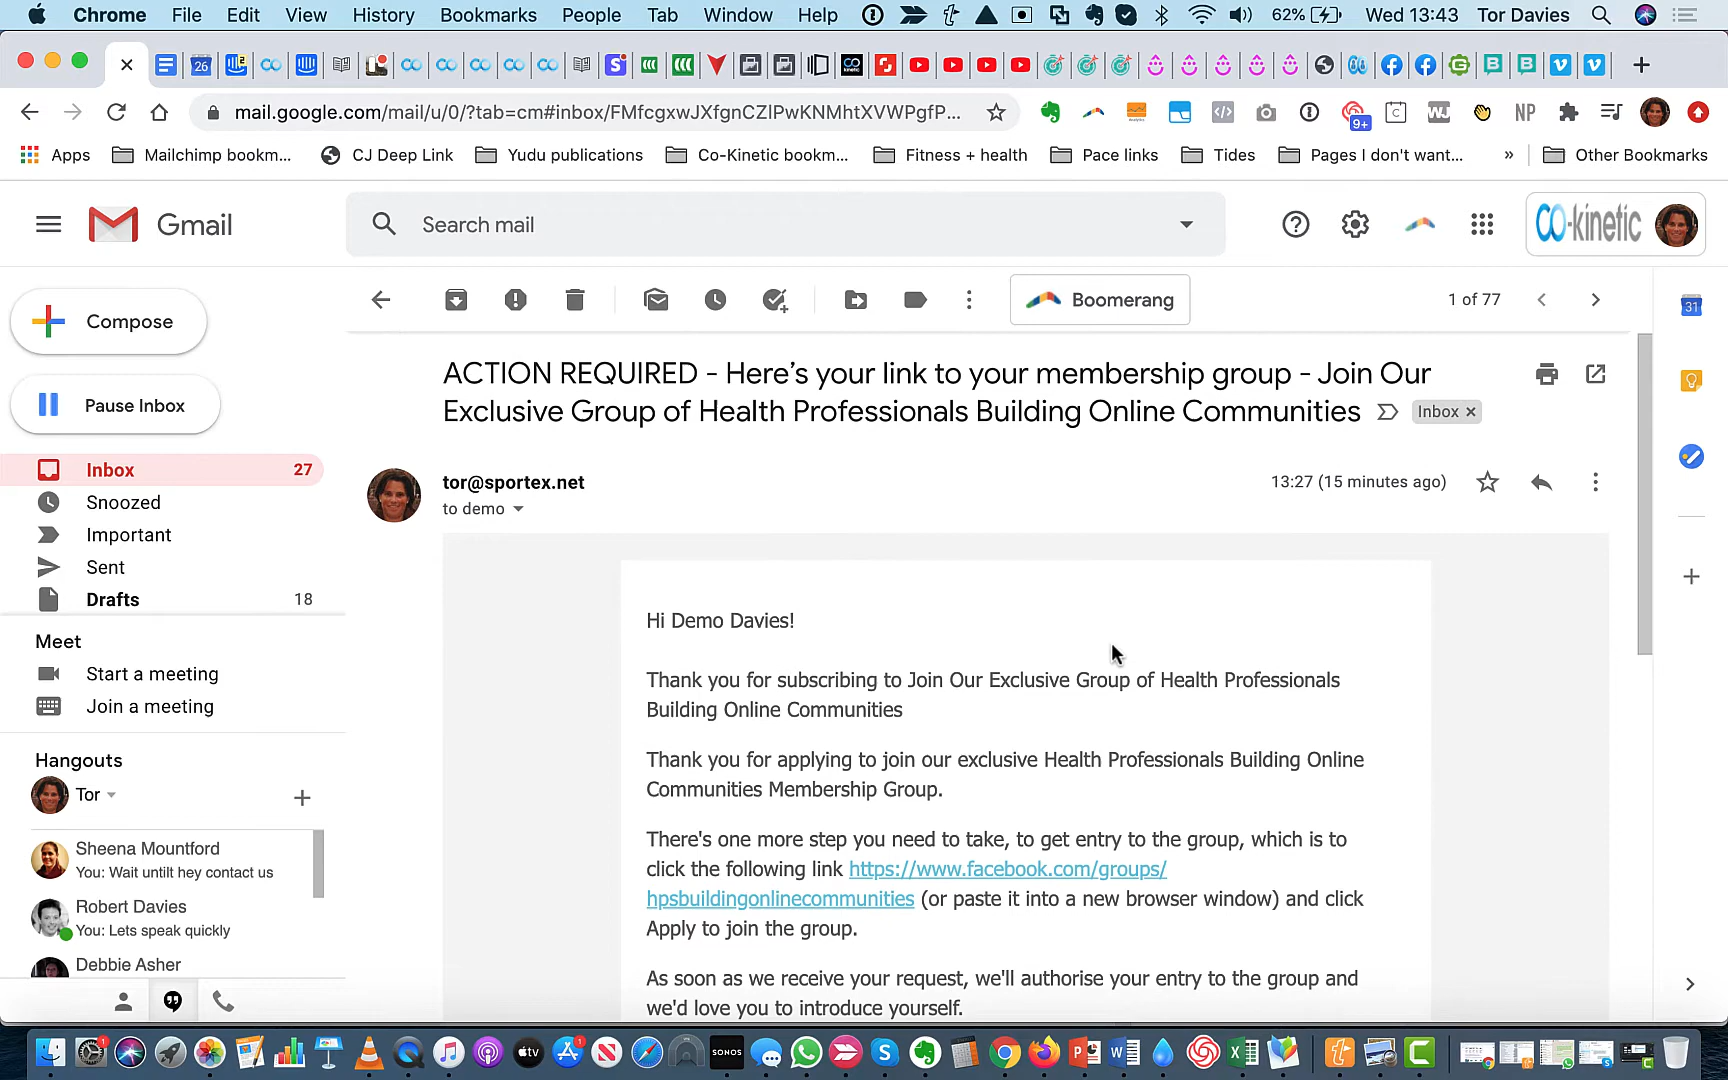 Chrome File Edit View History Bookmarks People Tab Window Help 62% Wed 13:43 Tor Davies
mail.google.com/mail/u/0/?tab=cm#inbox/FMfcgxwJXfgnCZlPwKNMhtXVWPgfP... 9+ NP
Apps Mailchimp bookm... CJ Deep Link Yudu publications Co-Kinetic bookm... Fitness + health Pace links Tides Pages I don't want... » Other Bookmarks
Gmail Search mail co-kinetic
Compose
Boomerang 1 of 77
Pause Inbox
Inbox 27
Snoozed
Important
Sent
Drafts 18
Meet
Start a meeting
Join a meeting
Hangouts
Tor
Sheena Mountford
You: Wait untilt hey contact us
Robert Davies
You: Lets speak quickly
Debbie Asher
ACTION REQUIRED - Here’s your link to your membership group - Join Our
Exclusive Group of Health Professionals Building Online Communities Inbox ×
tor@sportex.net 13:27 (15 minutes ago)
to demo
Hi Demo Davies!
Thank you for subscribing to Join Our Exclusive Group of Health Professionals
Building Online Communities
Thank you for applying to join our exclusive Health Professionals Building Online
Communities Membership Group.
There's one more step you need to take, to get entry to the group, which is to
click the following link https://www.facebook.com/groups/
hpsbuildingonlinecommunities (or paste it into a new browser window) and click
Apply to join the group.
As soon as we receive your request, we'll authorise your entry to the group and
we'd love you to introduce yourself.
31
tv SONOS